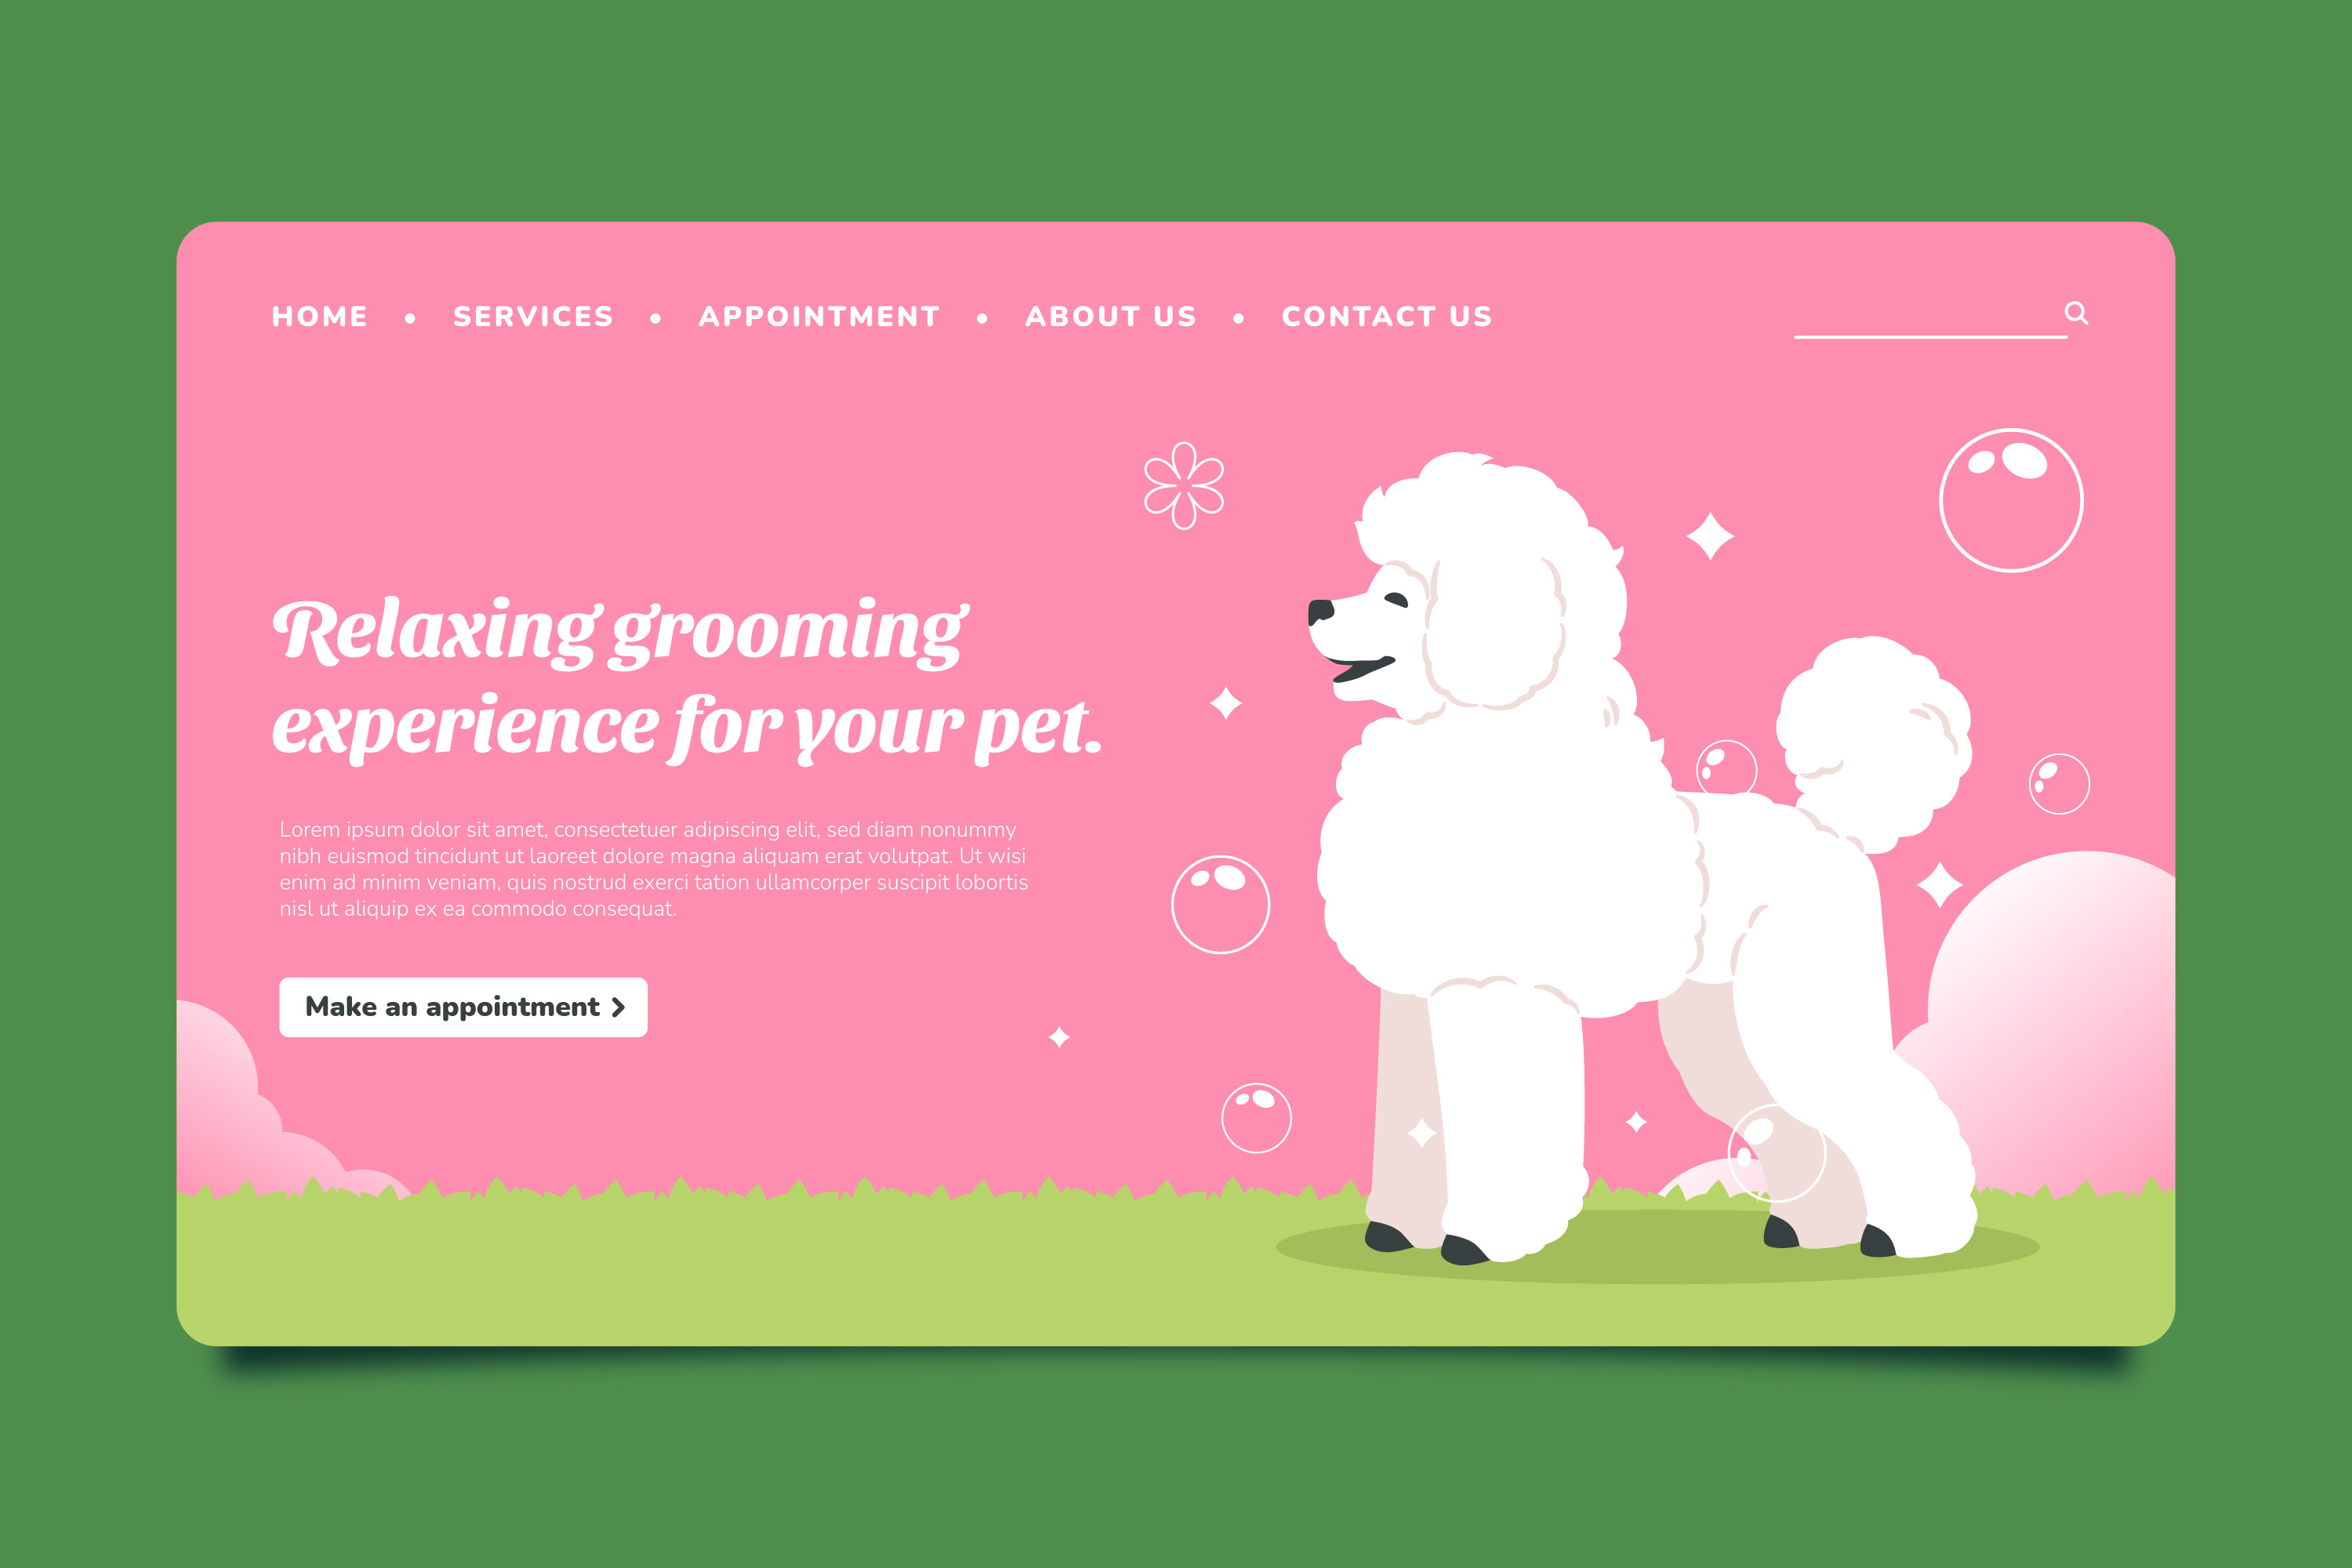 HOME • SERVICES • APPOINTMENT • ABOUT US • CONTACT US
Relaxing grooming
experience for your pet.
Lorem ipsum dolor sit amet, consectetuer adipiscing elit, sed diam nonummy
nibh euismod tincidunt ut laoreet dolore magna aliquam erat volutpat. Ut wisi
enim ad minim veniam, quis nostrud exerci tation ullamcorper suscipit lobortis
nisl ut aliquip ex ea commodo consequat.
Make an appointment